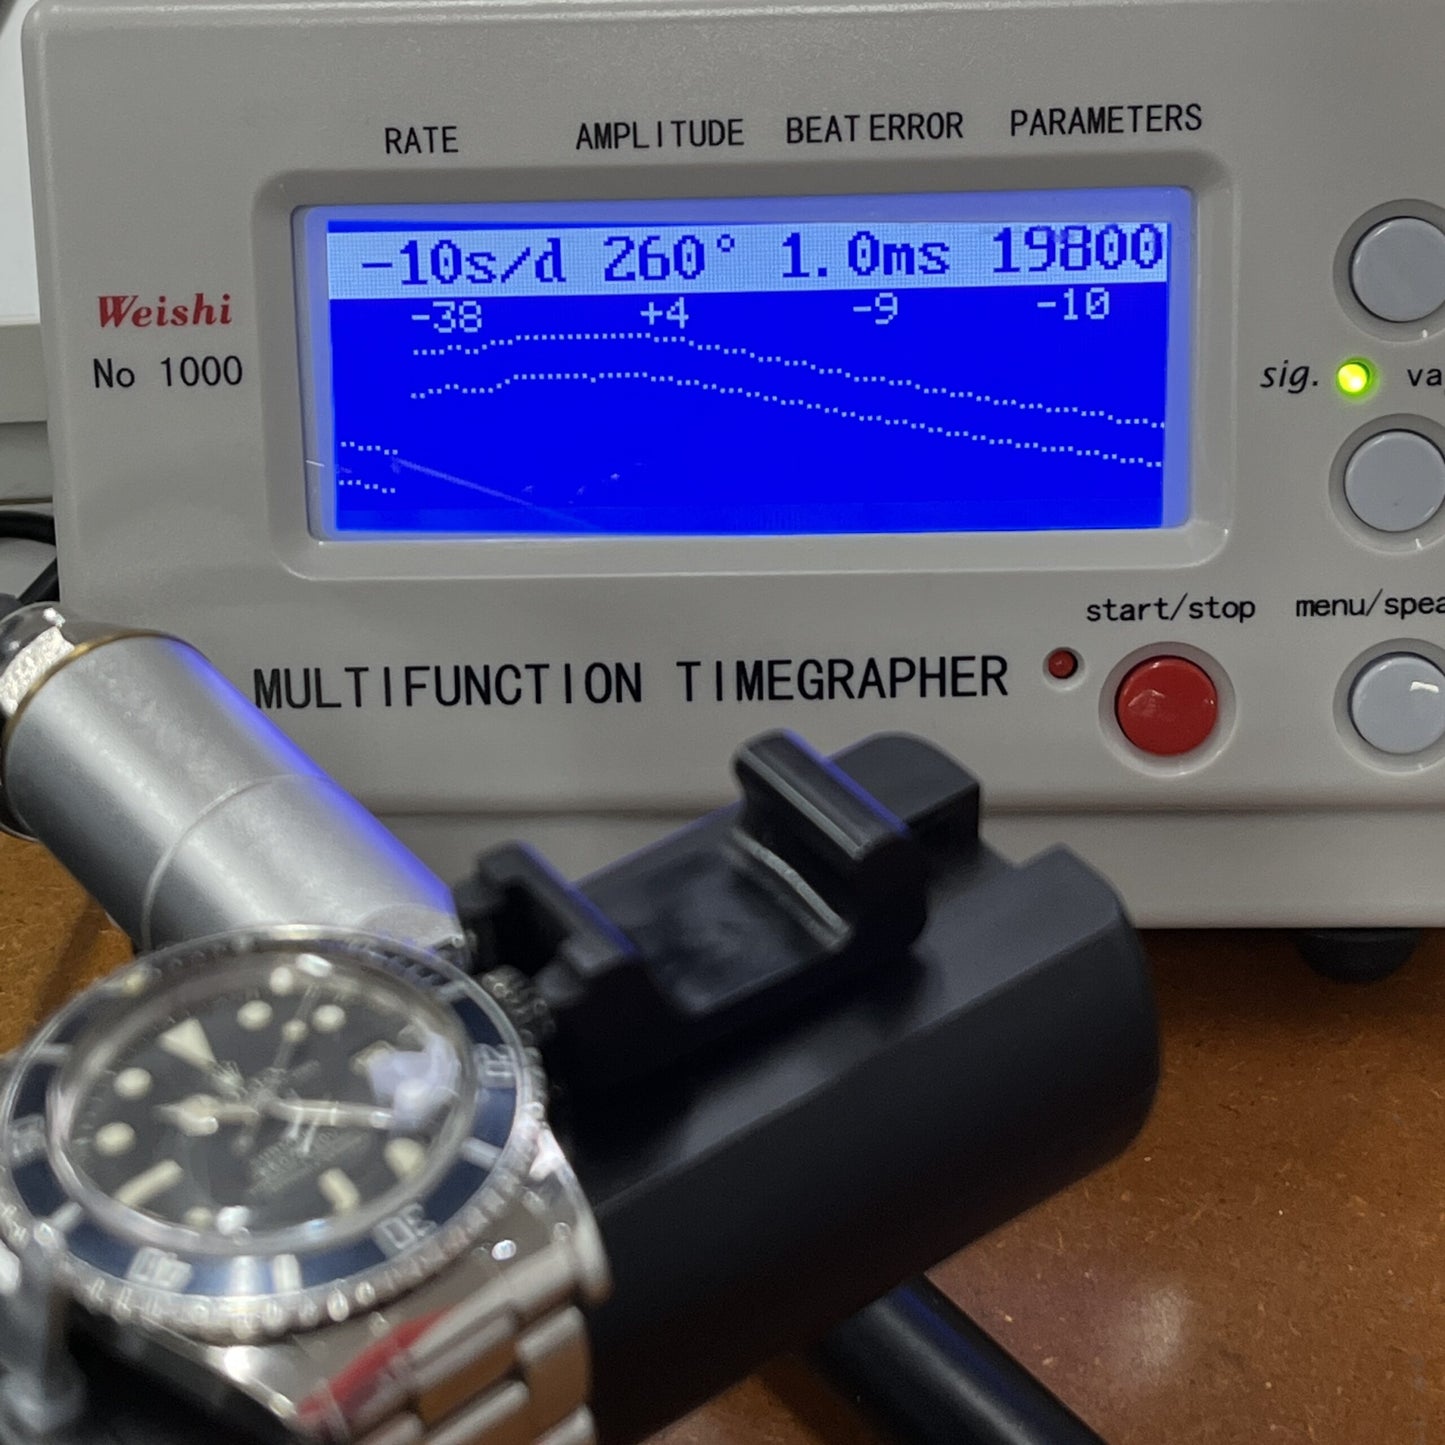 RATE AMPLITUDE BEAT ERROR PARAMETERS
-10s/d 260° 1.0ms 19800
-38 +4 -9 -10
Weishi
No 1000
sig.
start/stop
MULTIFUNCTION TIMEGRAPHER